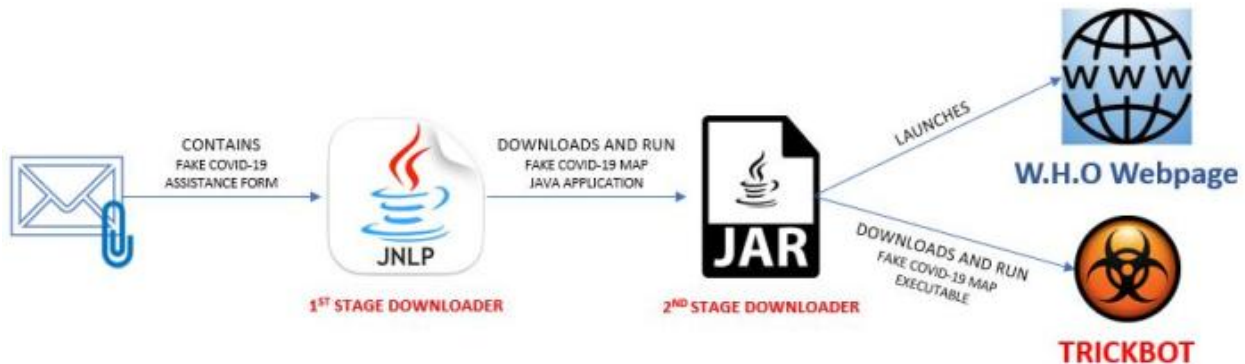 CONTAINS
FAKE COVID-19
ASSISTANCE FORM
JNLP
1ST STAGE DOWNLOADER
DOWNLOADS AND RUN
FAKE COVID-19 MAP
JAVA APPLICATION
JAR
2ND STAGE DOWNLOADER
LAUNCHES
WWW
W.H.O Webpage
DOWNLOADS AND RUN
FAKE COVID-19 MAP
EXECUTABLE
TRICKBOT